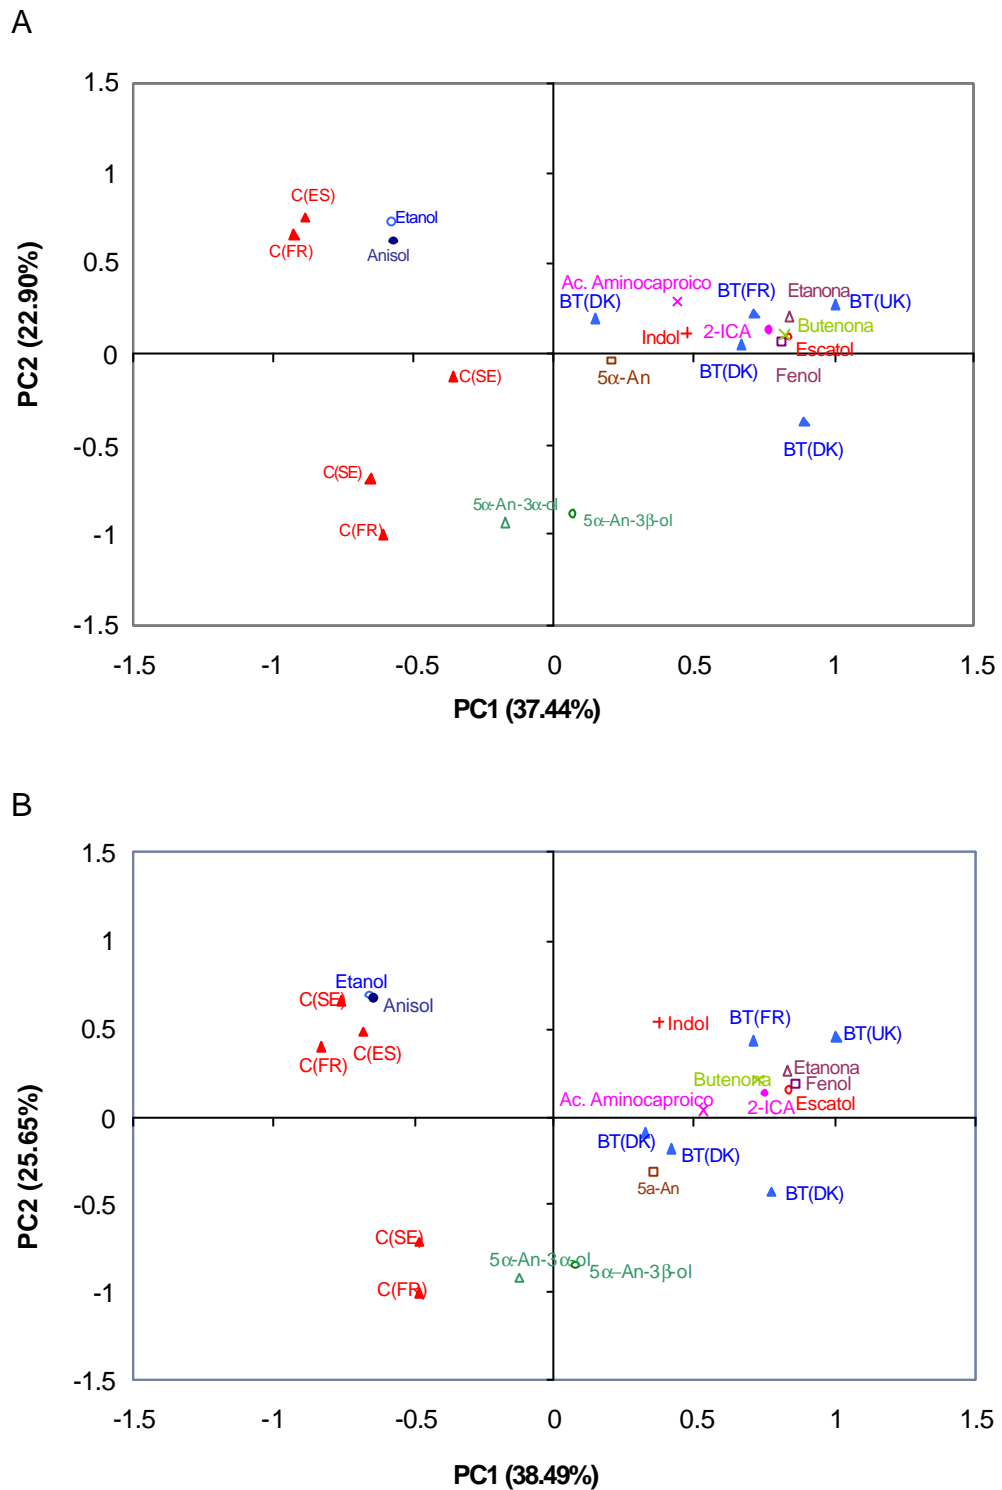 A
1.5
C(ES)
Etanol
C(FR)
Anisol
1
0.5
Ac. Aminocaproico
BT(DK)
BT(FR)
Etanona
BT(UK)
Indol
2-ICA
Butenona
Escatol
0
C(SE)
5α-An
BT(DK)
Fenol
-0.5
BT(DK)
C(SE)
5α-An-3α-ol
5α–An-3β-ol
C(FR)
-1
-1.5
-1.5 -1 -0.5 0 0.5 1 1.5
PC1 (37.44%)
PC2 (22.90%)
B
1.5
1
Etanol
C(SE)
Anisol
Indol
BT(FR)
BT(UK)
0.5
C(FR)
C(ES)
Etanona
Butenona
Fenol
Ac. Aminocaproico
2-ICA
Escatol
0
BT(DK)
BT(DK)
5a-An
BT(DK)
-0.5
C(SE)
5α-An-3α-ol
5α–An-3β-ol
C(FR)
-1
-1.5
-1.5 -1 -0.5 0 0.5 1 1.5
PC1 (38.49%)
PC2 (25.65%)